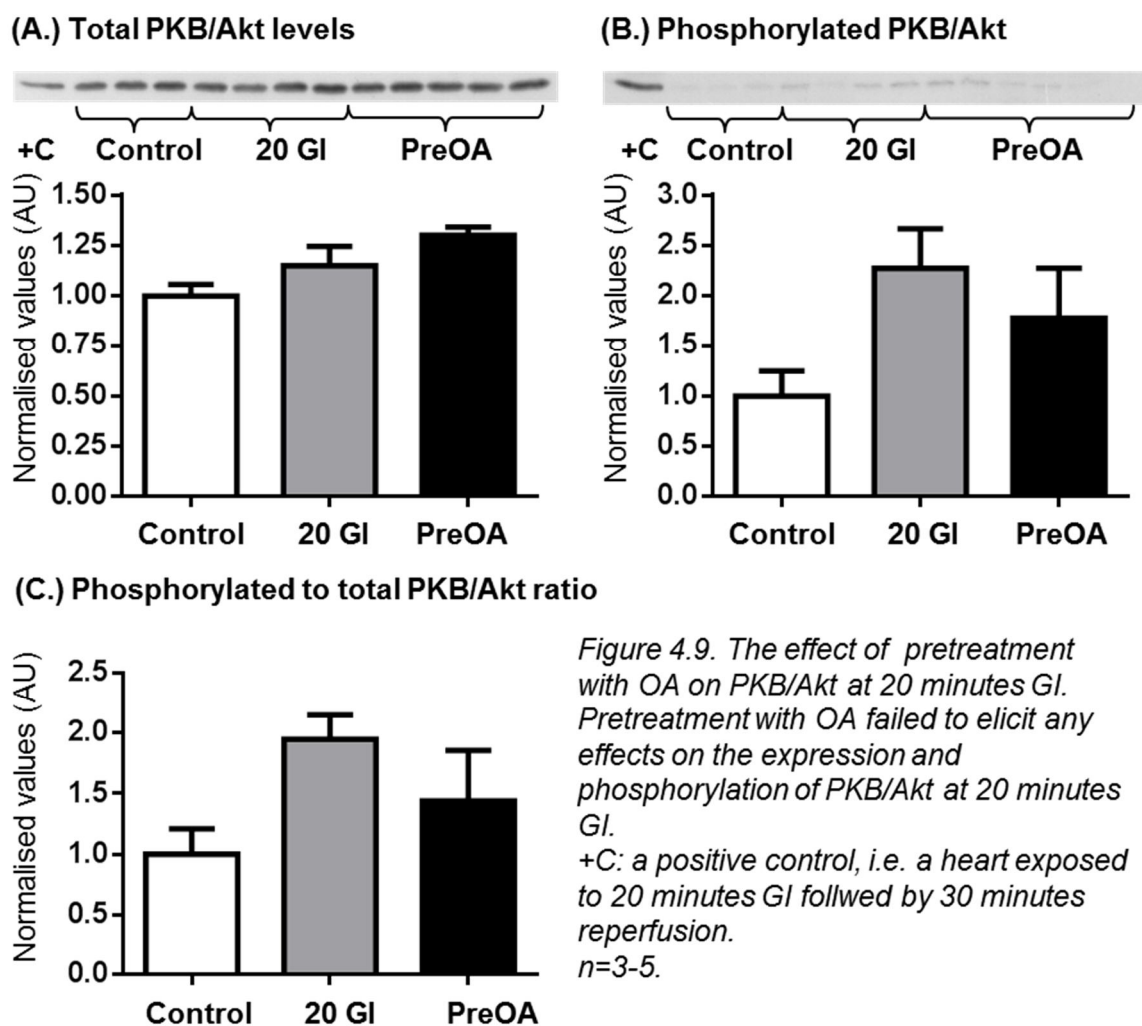 (A.) Total PKB/Akt levels
+C Control 20 GI PreOA
Normalised values (AU)
1.50
1.25
1.00
0.75
0.50
0.25
0.00
Control 20 GI PreOA
(B.) Phosphorylated PKB/Akt
+C Control 20 GI PreOA
Normalised values (AU)
3.0
2.5
2.0
1.5
1.0
0.5
0.0
Control 20 GI PreOA
(C.) Phosphorylated to total PKB/Akt ratio
Normalised values (AU)
2.5
2.0
1.5
1.0
0.5
0.0
Control 20 GI PreOA
Figure 4.9. The effect of pretreatment
with OA on PKB/Akt at 20 minutes GI.
Pretreatment with OA failed to elicit any
effects on the expression and
phosphorylation of PKB/Akt at 20 minutes
GI.
+C: a positive control, i.e. a heart exposed
to 20 minutes GI follwed by 30 minutes
reperfusion.
n=3-5.